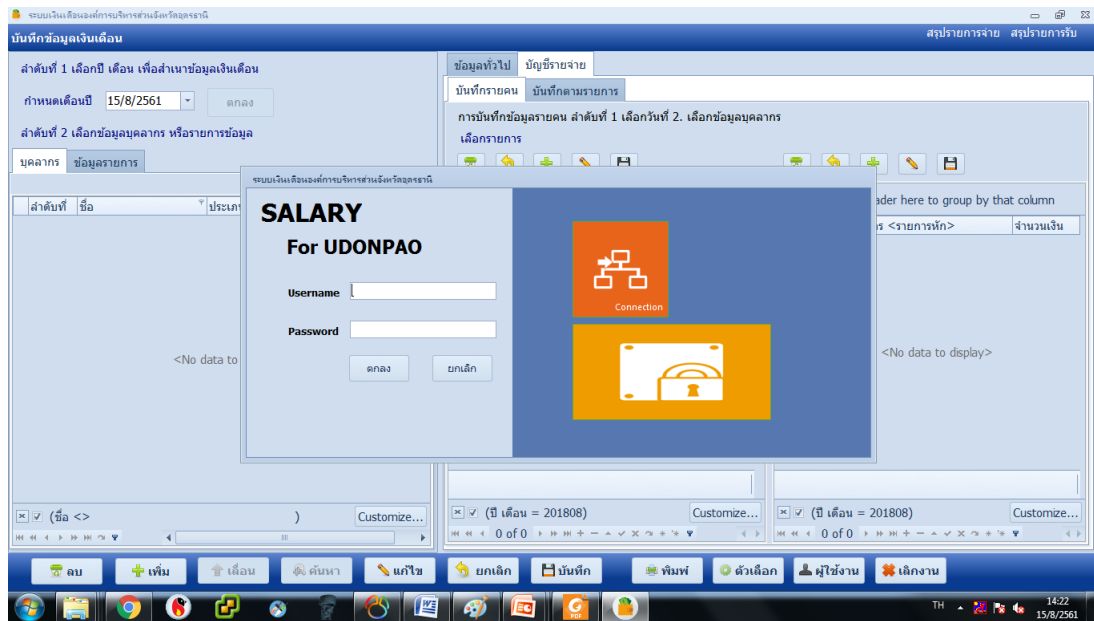 ระบบเงินเดือนองค์การบริหารส่วนจังหวัดอุดรธานี
บันทึกข้อมูลเงินเดือน
สรุปรายการจ่าย สรุปรายการรับ
ลำดับที่ 1 เลือกปี เดือน เพื่อสำเนาข้อมูลเงินเดือน
กำหนดเดือนปี 15/8/2561 ตกลง
ลำดับที่ 2 เลือกข้อมูลบุคลากร หรือรายการข้อมูล
บุคลากร ข้อมูลรายการ
ลำดับที่ ชื่อ
<No data to
(ชื่อ <> ) Customize...
ข้อมูลทั่วไป บัญชีรายจ่าย
บันทึกรายคน บันทึกตามรายการ
การบันทึกข้อมูลรายคน ลำดับที่ 1 เลือกวันที่ 2. เลือกข้อมูลบุคลากร
เลือกรายการ
ader here to group by that column
<รายการหัก> จำนวนเงิน
<No data to display>
(ปี เดือน = 201808) Customize...
0 of 0
(ปี เดือน = 201808) Customize...
0 of 0
ระบบเงินเดือนองค์การบริหารส่วนจังหวัดอุดรธานี
SALARY
For UDONPAO
Username
Password
ตกลง ยกเลิก
Connection
ลบ เพิ่ม เลื่อน ค้นหา แก้ไข ยกเลิก บันทึก พิมพ์ ตัวเลือก ผู้ใช้งาน เลิกงาน
TH
14:22
15/8/2561